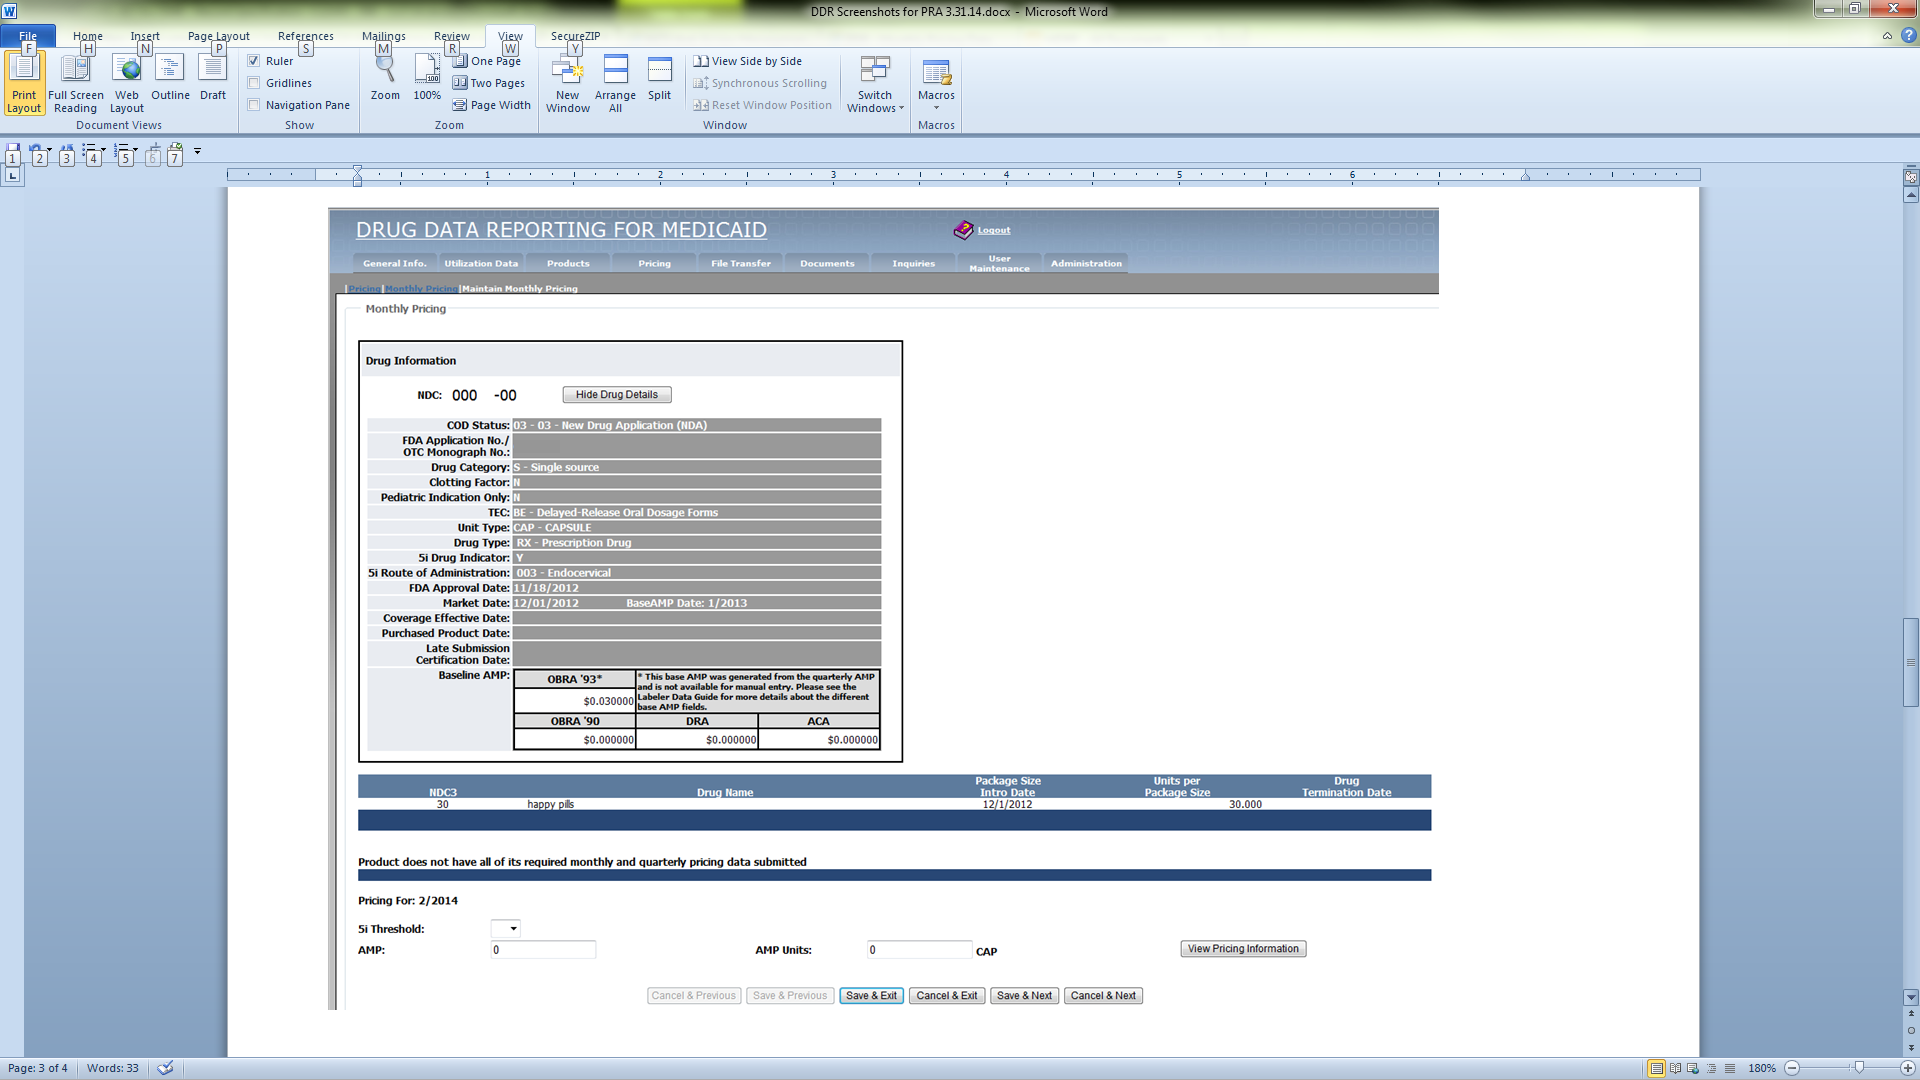 DDR Screenshots for PRA 3.31.14.docx - Microsoft Word
File Home Insert Page Layout References Mailings Review View SecureZIP
F H N P S M R W Y
Print Layout
Full Screen Reading
Web Layout
Outline
Draft
Document Views
Ruler
Gridlines
Navigation Pane
Show
Zoom
100%
One Page
Two Pages
Page Width
Zoom
New Window
Arrange All
Split
View Side by Side
Synchronous Scrolling
Reset Window Position
Window
Switch Windows
Macros
Macros
1 2 3 4 5 6 7
1 2 3 4 5 6
DRUG DATA REPORTING FOR MEDICAID
Logout
General Info. Utilization Data Products Pricing File Transfer Documents Inquiries User Maintenance Administration
|Pricing|Monthly Pricing|Maintain Monthly Pricing
Monthly Pricing
Drug Information
NDC: 000 -00 Hide Drug Details
COD Status: 03 - 03 - New Drug Application (NDA)
FDA Application No./
OTC Monograph No.:
Drug Category: S - Single source
Clotting Factor: N
Pediatric Indication Only: N
TEC: BE - Delayed-Release Oral Dosage Forms
Unit Type: CAP - CAPSULE
Drug Type: RX - Prescription Drug
5i Drug Indicator: Y
5i Route of Administration: 003 - Endocervical
FDA Approval Date: 11/18/2012
Market Date: 12/01/2012 BaseAMP Date: 1/2013
Coverage Effective Date:
Purchased Product Date:
Late Submission
Certification Date:
Baseline AMP:
OBRA '93*
$0.030000
* This base AMP was generated from the quarterly AMP
and is not available for manual entry. Please see the
Labeler Data Guide for more details about the different
base AMP fields.
OBRA '90 DRA ACA
$0.000000 $0.000000 $0.000000
NDC3 Drug Name Package Size Intro Date Units per Package Size Drug Termination Date
30 happy pills 12/1/2012 30.000
Product does not have all of its required monthly and quarterly pricing data submitted
Pricing For: 2/2014
5i Threshold:
AMP: 0 AMP Units: 0 CAP View Pricing Information
Cancel & Previous Save & Previous Save & Exit Cancel & Exit Save & Next Cancel & Next
Page: 3 of 4 Words: 33 180%